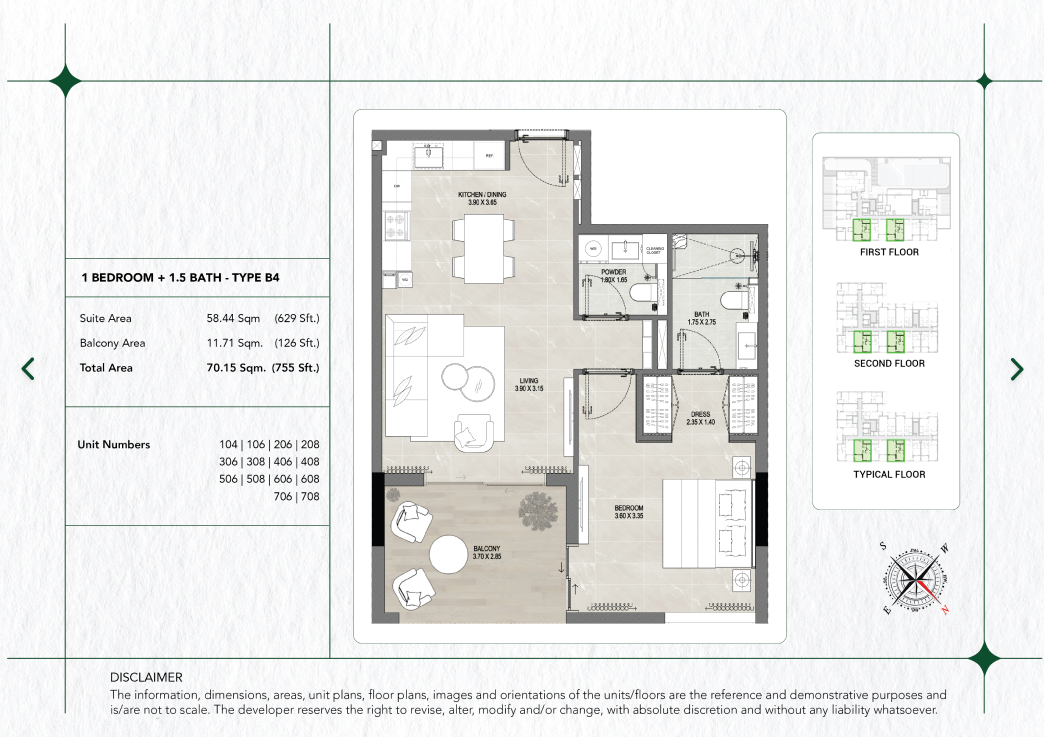 1 BEDROOM + 1.5 BATH - TYPE B4
Suite Area 58.44 Sqm (629 Sft.)
Balcony Area 11.71 Sqm. (126 Sft.)
Total Area 70.15 Sqm. (755 Sft.)
Unit Numbers 104 | 106 | 206 | 208
306 | 308 | 406 | 408
506 | 508 | 606 | 608
706 | 708
REF.
DW
KITCHEN / DINING
3.90 X 3.65
WD
CLEANING
CLOSET
POWDER
1.80X 1.65
BATH
1.75 X 2.75
LIVING
3.90 X 3.15
DRESS
2.35 X 1.40
BEDROOM
3.60 X 3.35
BALCONY
3.70 X 2.85
FIRST FLOOR
SECOND FLOOR
TYPICAL FLOOR
S
W
E
N
DISCLAIMER
The information, dimensions, areas, unit plans, floor plans, images and orientations of the units/floors are the reference and demonstrative purposes and
is/are not to scale. The developer reserves the right to revise, alter, modify and/or change, with absolute discretion and without any liability whatsoever.